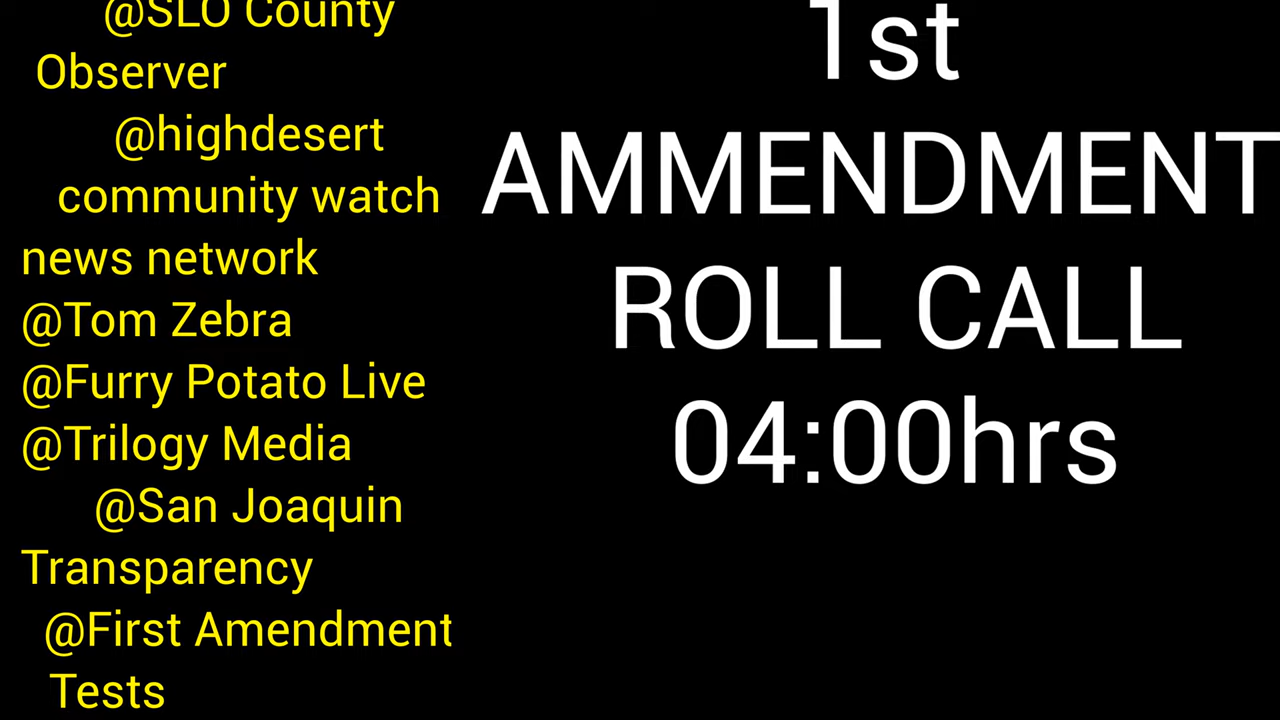 @SLO County
Observer
@highdesert
community watch
news network
@Tom Zebra
@Furry Potato Live
@Trilogy Media
@San Joaquin
Transparency
@First Amendment
Tests
1st
AMMENDMENT
ROLL CALL
04:00hrs